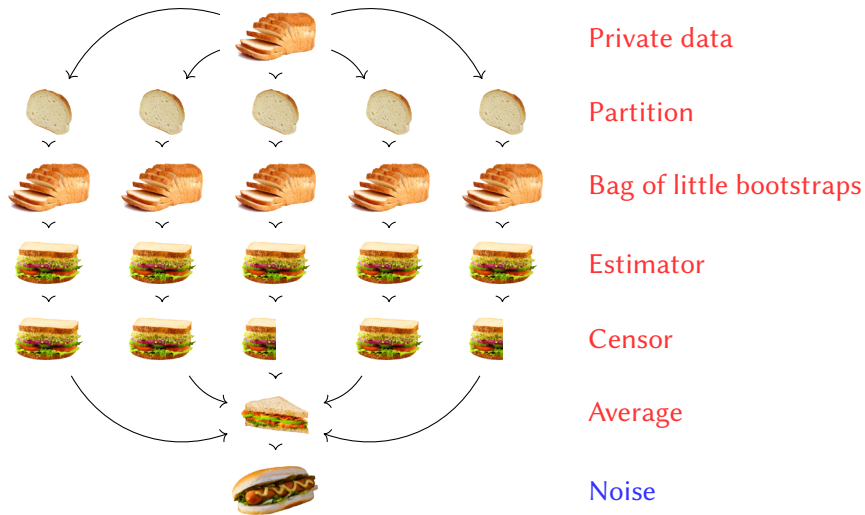 Private data
Partition
Bag of little bootstraps
Estimator
Censor
Average
Noise